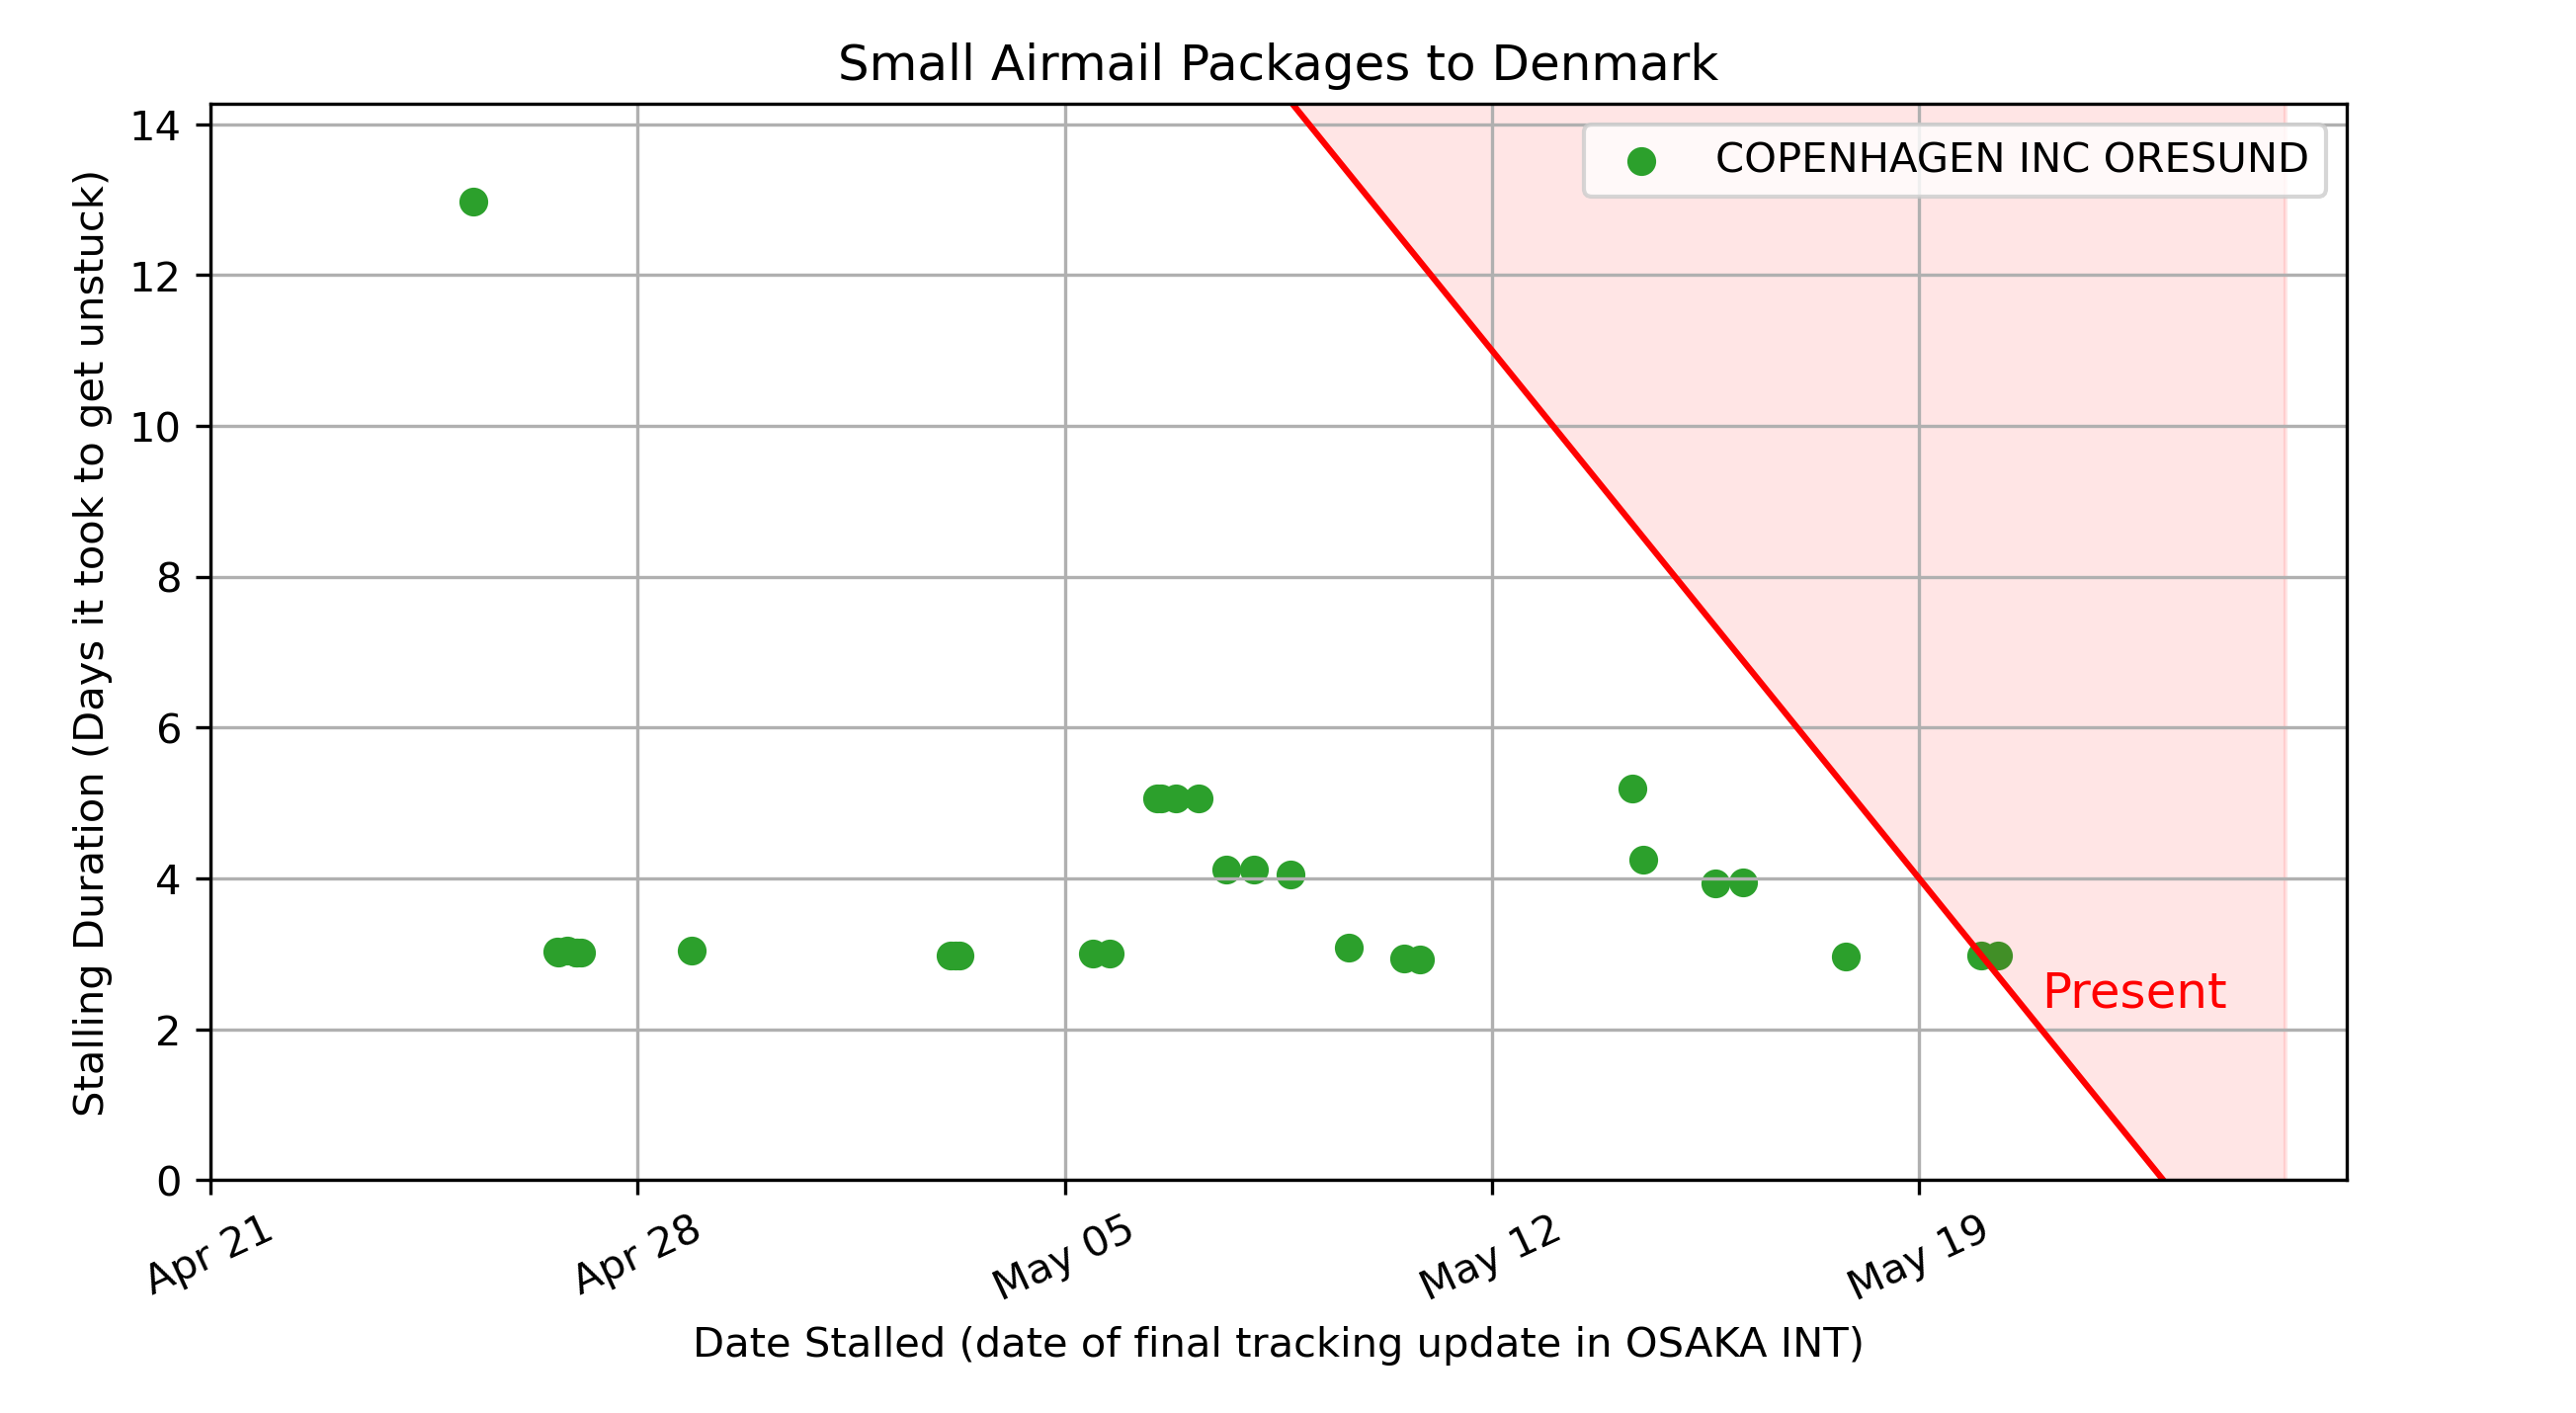 Small Airmail Packages to Denmark
COPENHAGEN INC ORESUND
Stalling Duration (Days it took to get unstuck)
14
12
10
8
6
4
2
0
Present
Apr 21
Apr 28
May 05
May 12
May 19
Date Stalled (date of final tracking update in OSAKA INT)